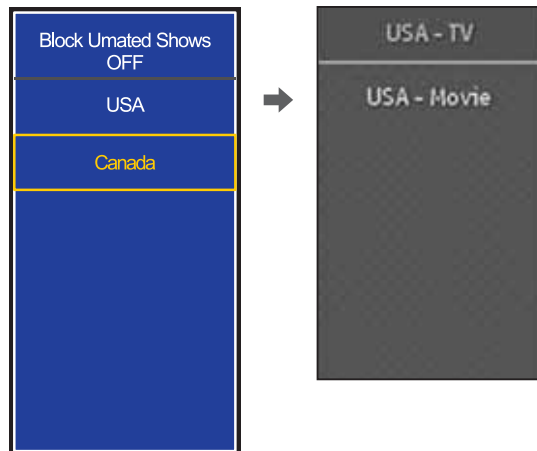 Block Umated Shows
OFF
USA
Canada
USA - TV
USA - Movie